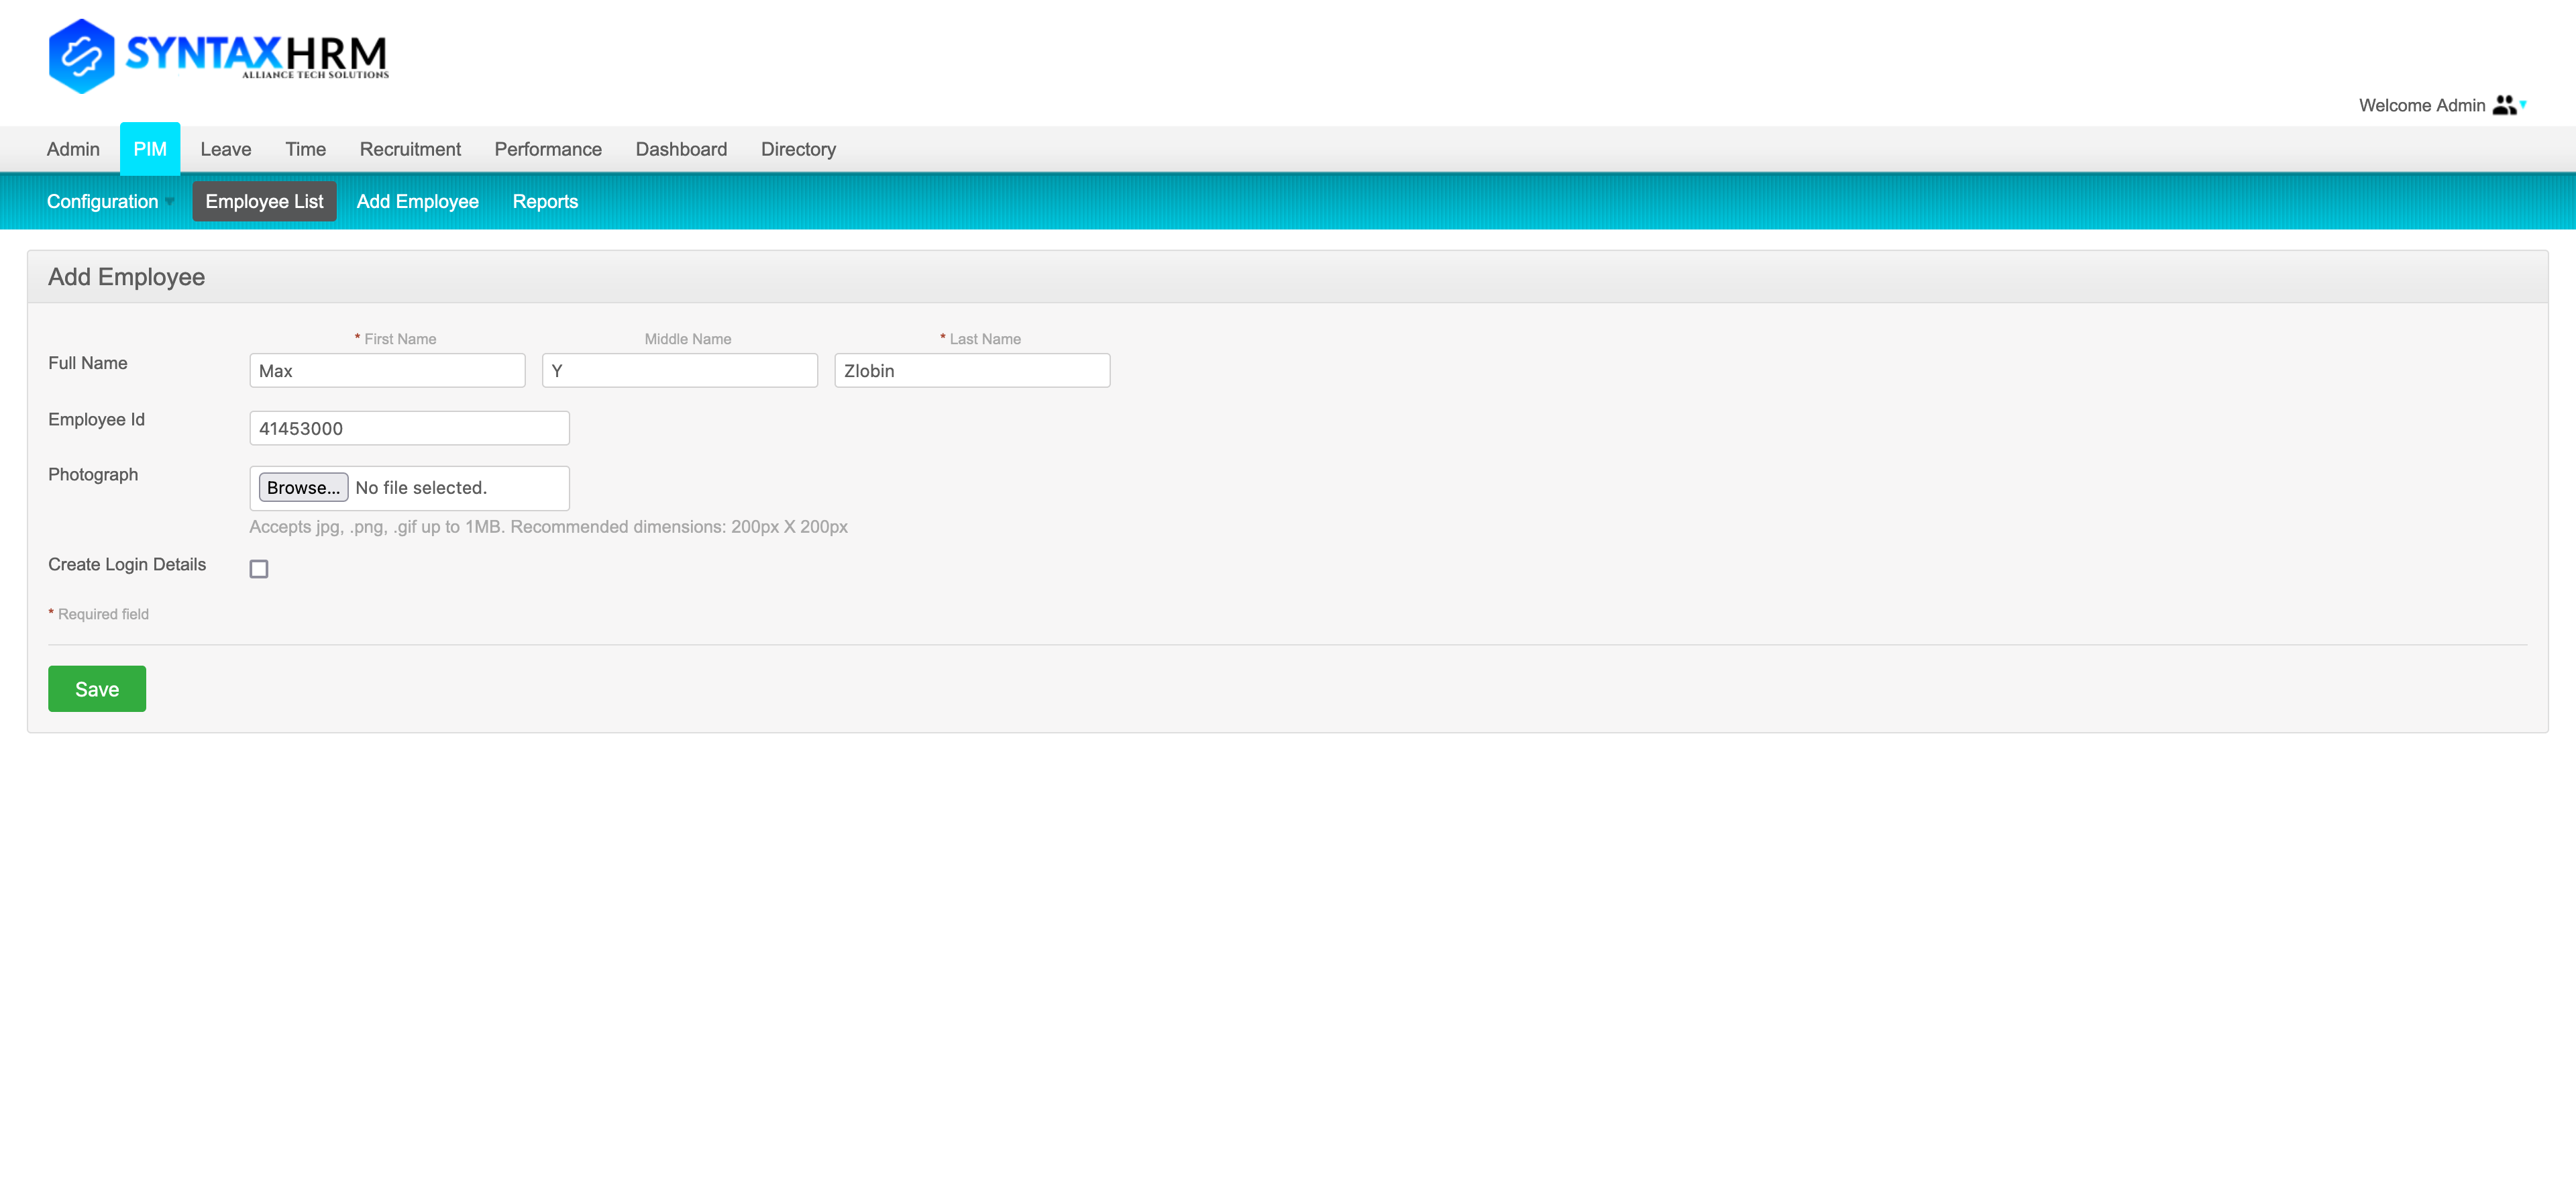 SYNTAXHRM
ALLIANCE TECH SOLUTIONS
Welcome Admin
Admin PIM Leave Time Recruitment Performance Dashboard Directory
Configuration Employee List Add Employee Reports
Add Employee
* First Name Middle Name * Last Name
Full Name Max Y Zlobin
Employee Id 41453000
Photograph Browse... No file selected.
Accepts jpg, .png, .gif up to 1MB. Recommended dimensions: 200px X 200px
Create Login Details
* Required field
Save